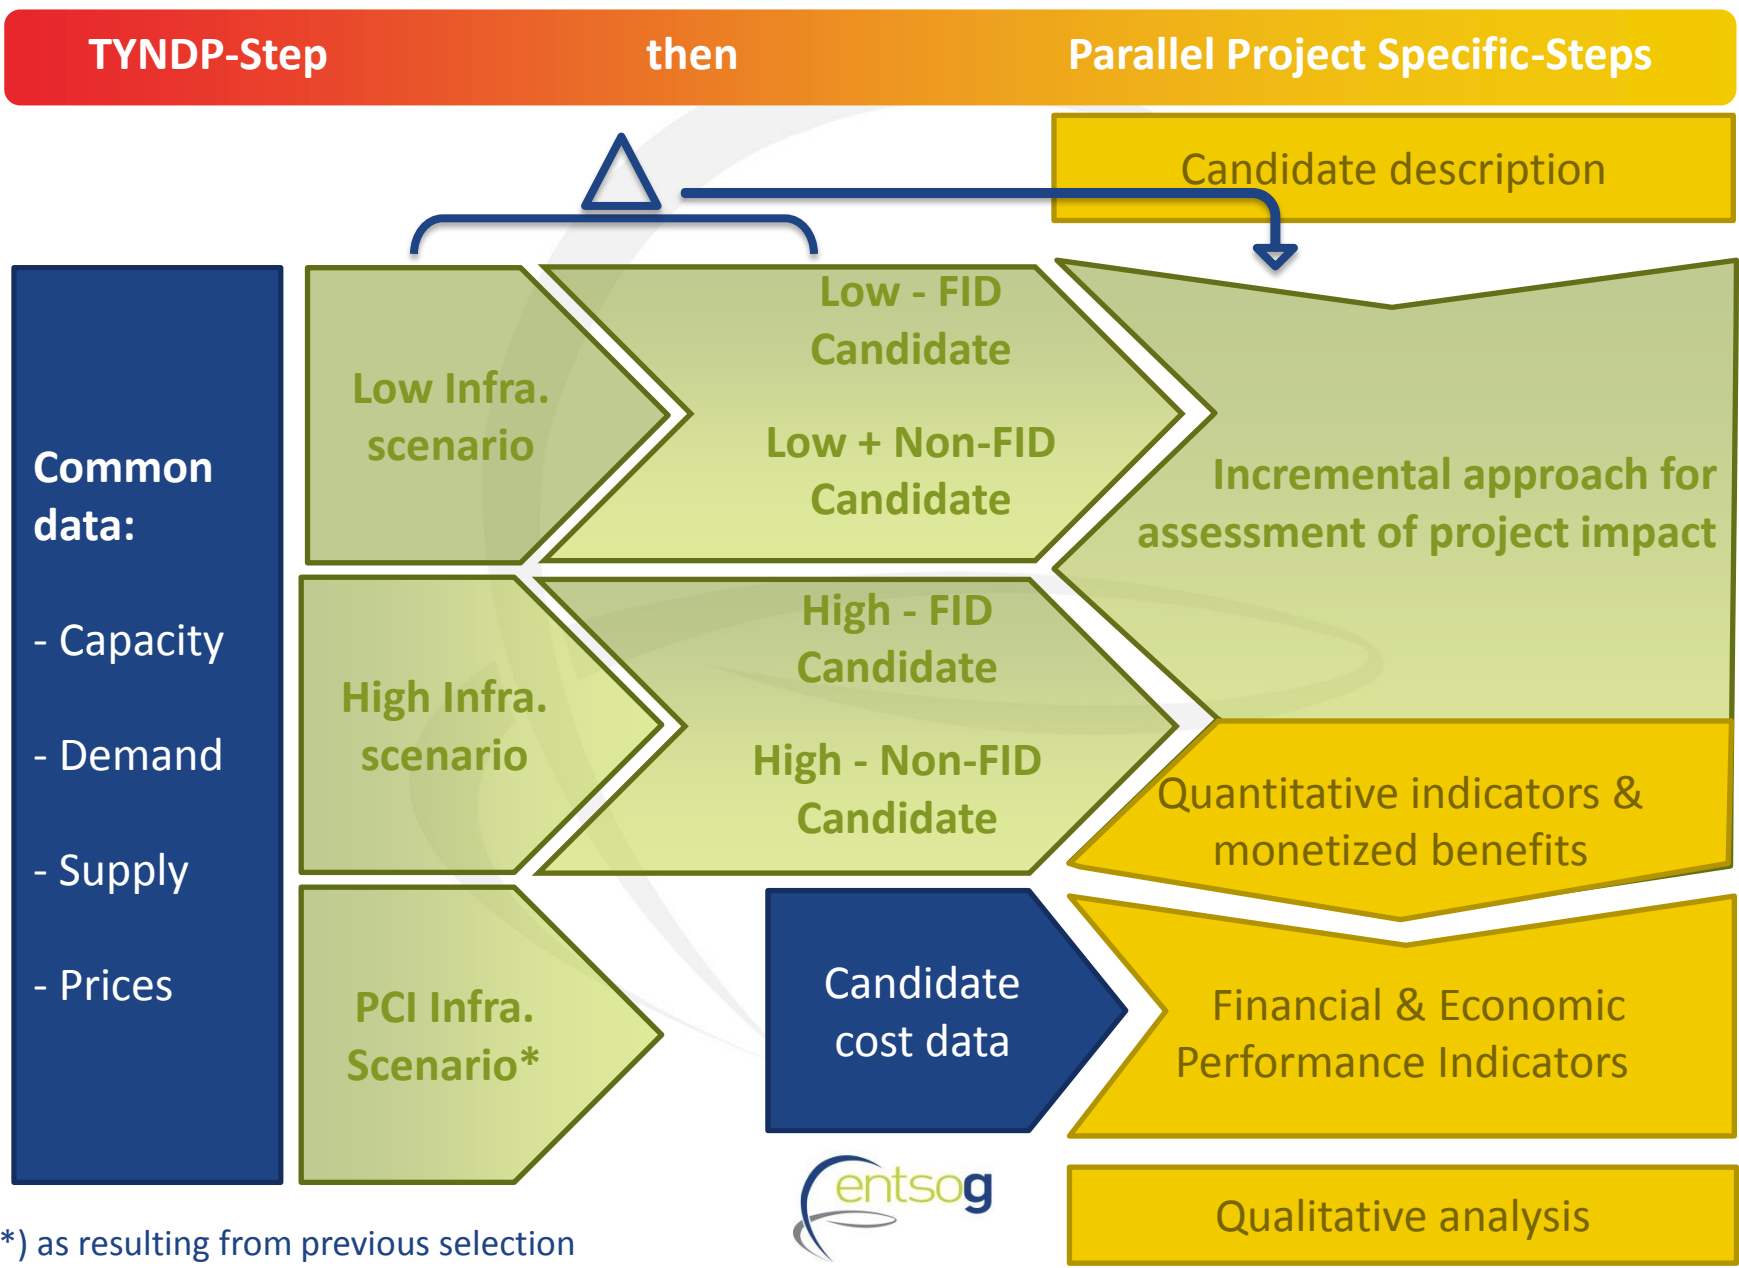 TYNDP-Step then Parallel Project Specific-Steps
Candidate description
Common
data:
- Capacity
- Demand
- Supply
- Prices
Low Infra.
scenario
High Infra.
scenario
PCI Infra.
Scenario*
Low - FID
Candidate
Low + Non-FID
Candidate
High - FID
Candidate
High - Non-FID
Candidate
Candidate
cost data
Incremental approach for
assessment of project impact
Quantitative indicators &
monetized benefits
Financial & Economic
Performance Indicators
Qualitative analysis
entsog
*) as resulting from previous selection